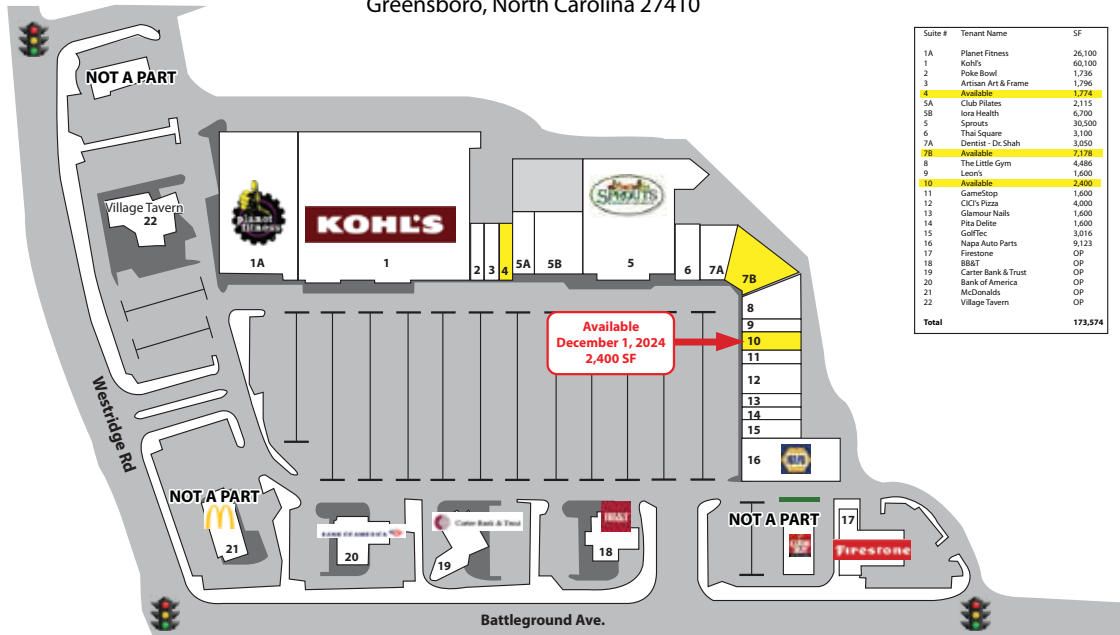 Greensboro, North Carolina 27410
Suite # Tenant Name SF
1A Planet Fitness 26,100
1 Kohl's 60,100
2 Poke Bowl 1,736
3 Artisan Art & Frame 1,796
4 Available 1,774
5A Club Pilates 2,115
5B Iora Health 6,700
5 Sprouts 30,500
6 Thai Square 3,100
7A Dentist - Dr. Shah 3,050
7B Available 7,178
8 The Little Gym 4,486
9 Leon's 1,600
10 Available 2,400
11 GameStop 1,600
12 CICI's Pizza 4,000
13 Glamour Nails 1,600
14 Pita Delite 1,600
15 GolfTec 3,016
16 Napa Auto Parts 9,123
17 Firestone OP
18 BB&T OP
19 Carter Bank & Trust OP
20 Bank of America OP
21 McDonalds OP
22 Village Tavern OP
Total 173,574
NOT A PART
Village Tavern
22
planet
fitness
1A
KOHL'S
1
2
3
4
5A
5B
SPROUTS
5
6
7A
7B
8
9
10
11
12
13
14
15
16
NAPA
Available
December 1, 2024
2,400 SF
Westridge Rd
NOT A PART
21
BANK OF AMERICA
20
Carter Bank & Trust
19
BB&T
18
NOT A PART
17
Firestone
Battleground Ave.